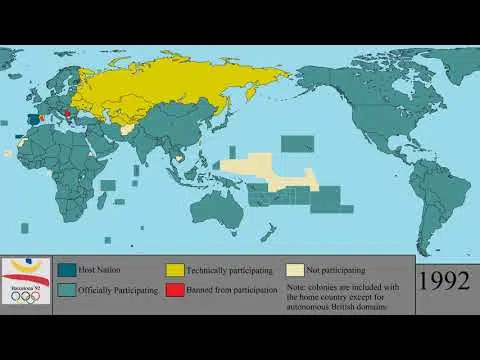 Barcelona '92
Host Nation
Technically participating
Not participating
Officially Participating
Banned from participation
Note: colonies are included with
the home country except for
autonomous British domains
1992